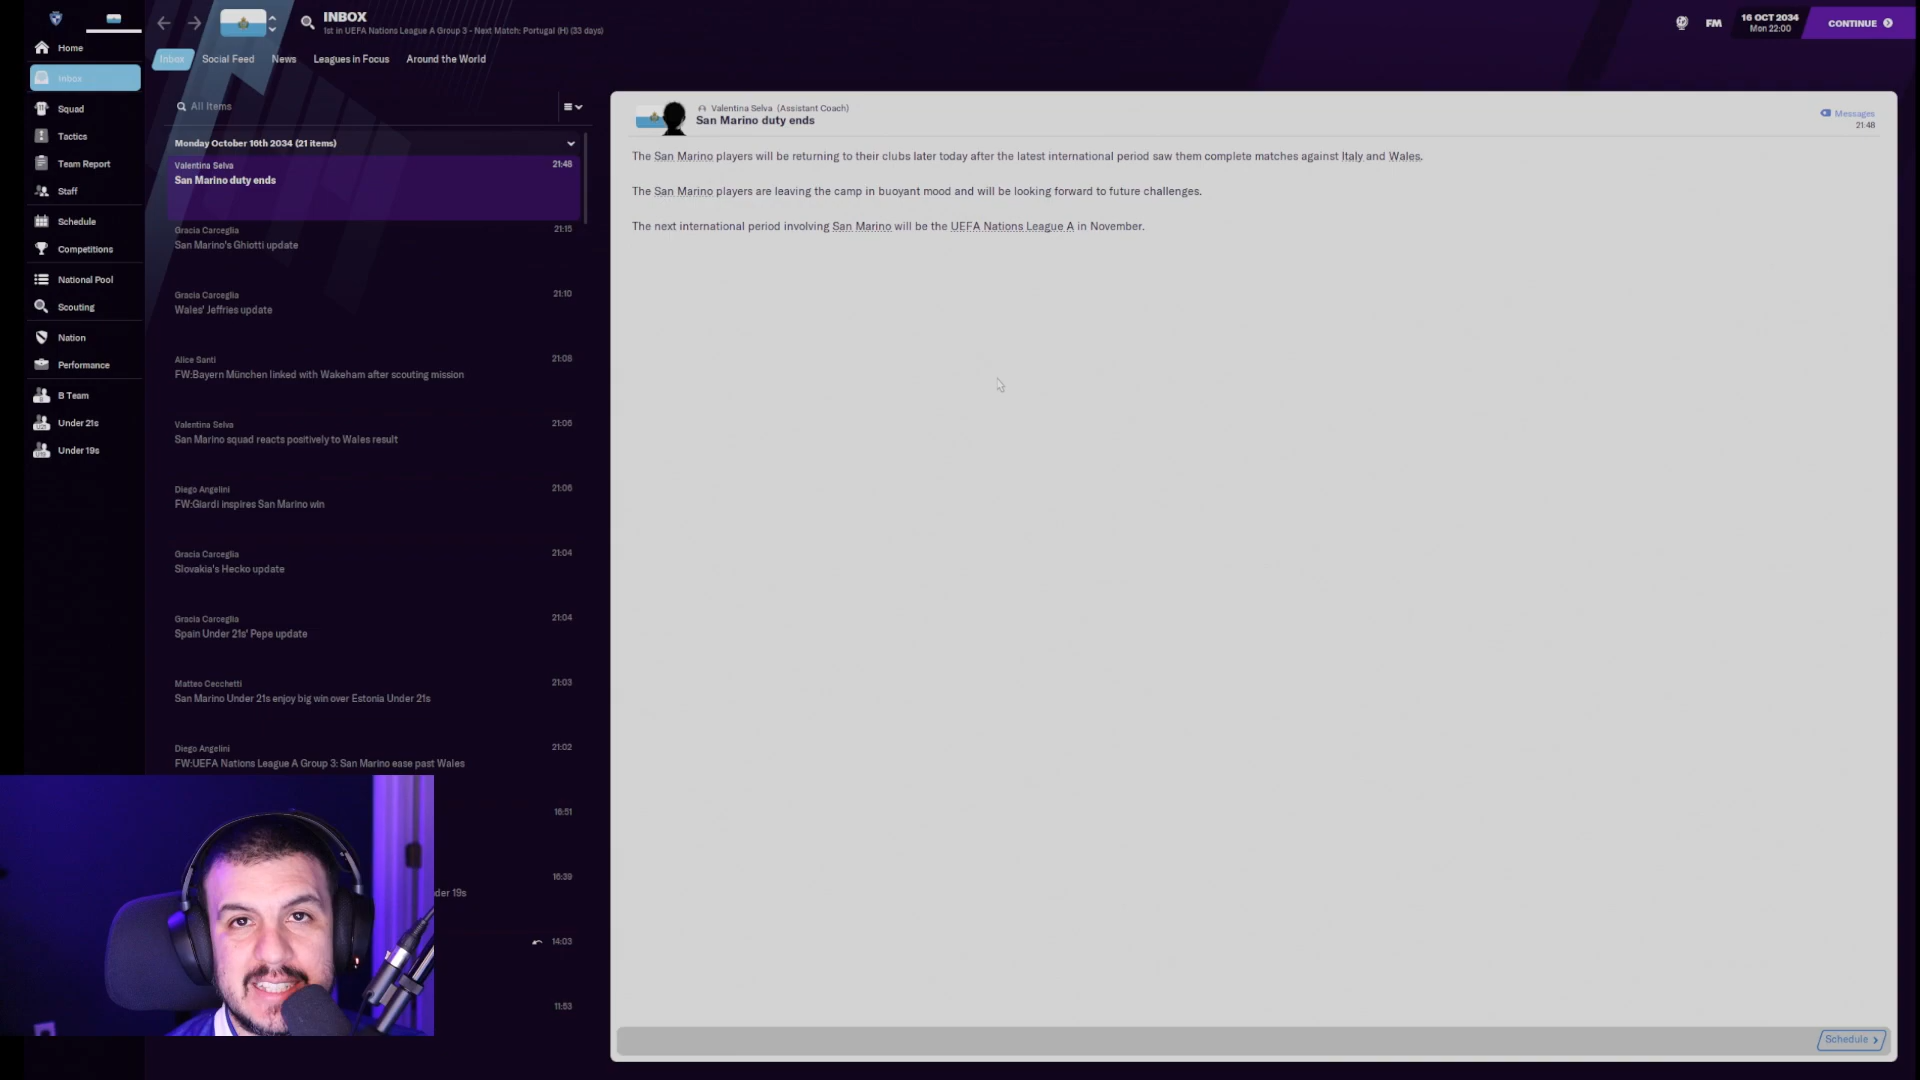 INBOX
1st in UEFA Nations League A Group 3 - Next Match: Portugal (H) (33 days)
FM
16 OCT 2034
Mon 22:00
CONTINUE
Home
Inbox
Squad
Tactics
Team Report
Staff
Schedule
Competitions
National Pool
Scouting
Nation
Performance
B Team
Under 21s
Under 19s
Inbox
Social Feed
News
Leagues in Focus
Around the World
All Items
Monday October 16th 2034 (21 items)
Valentina Selva 21:48
San Marino duty ends
Gracia Carceglia 21:15
San Marino's Ghiotti update
Gracia Carceglia 21:10
Wales' Jeffries update
Alice Santi 21:08
FW:Bayern München linked with Wakeham after scouting mission
Valentina Selva 21:06
San Marino squad reacts positively to Wales result
Diego Angelini 21:06
FW:Giardi inspires San Marino win
Gracia Carceglia 21:04
Slovakia's Hecko update
Gracia Carceglia 21:04
Spain Under 21s' Pepe update
Matteo Cecchetti 21:03
San Marino Under 21s enjoy big win over Estonia Under 21s
Diego Angelini 21:02
FW:UEFA Nations League A Group 3: San Marino ease past Wales
16:51
16:39
der 19s
14:03
11:53
Valentina Selva (Assistant Coach)
San Marino duty ends
Messages
21:48
The San Marino players will be returning to their clubs later today after the latest international period saw them complete matches against Italy and Wales.
The San Marino players are leaving the camp in buoyant mood and will be looking forward to future challenges.
The next international period involving San Marino will be the UEFA Nations League A in November.
Schedule